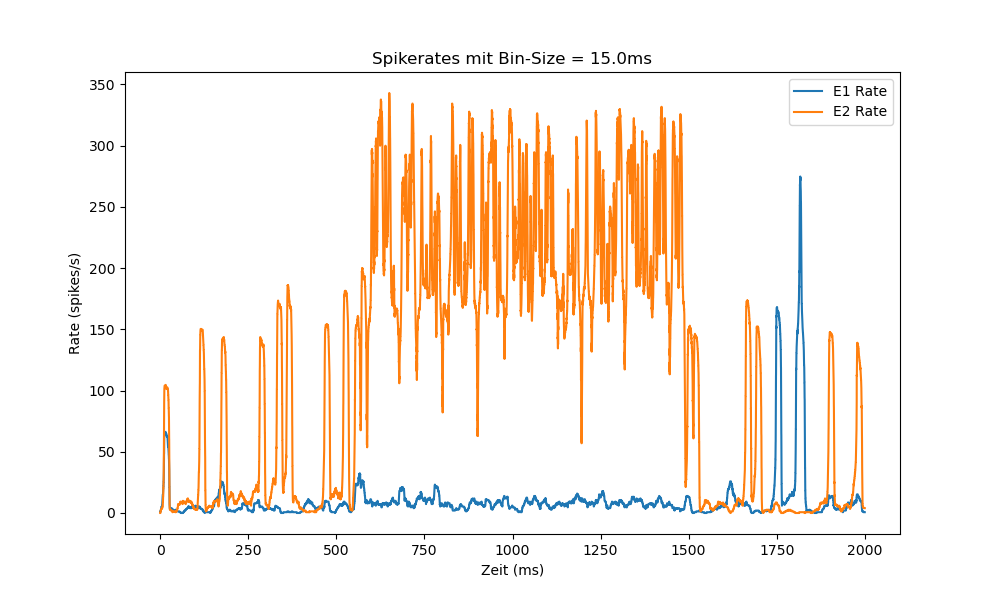 Spikerates mit Bin-Size = 15.0ms
E1 Rate
E2 Rate
Rate (spikes/s)
350
300
250
200
150
100
50
0
0 250 500 750 1000 1250 1500 1750 2000
Zeit (ms)